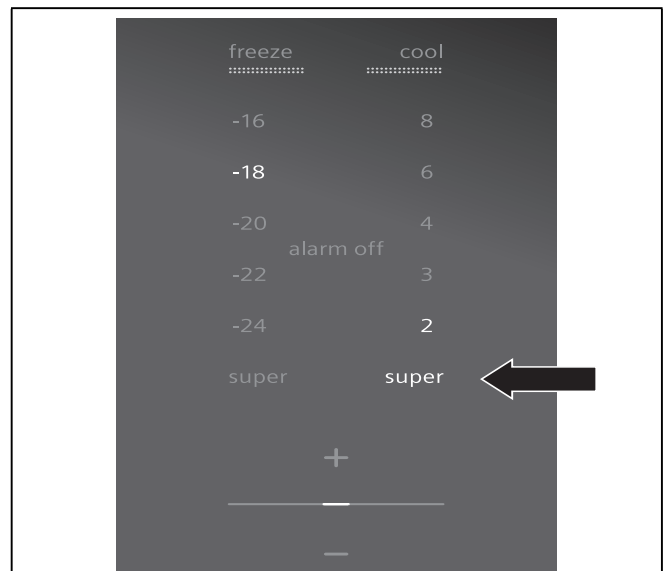 freeze cool
-16 8
-18 6
-20 4
alarm off
-22 3
-24 2
super super
+
–